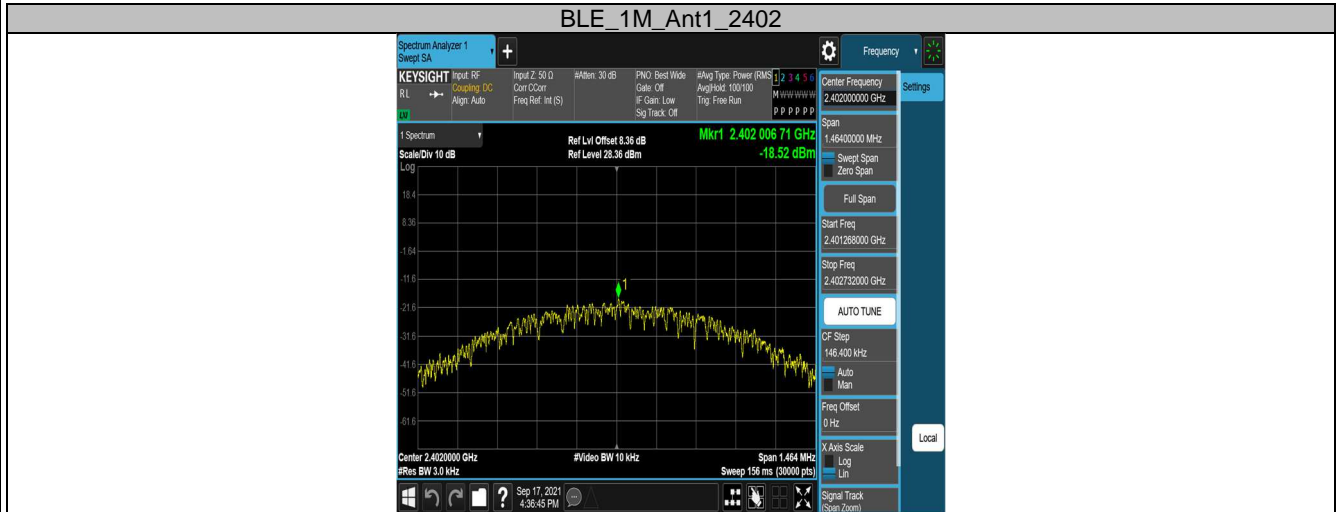 BLE_1M_Ant1_2402
Spectrum Analyzer 1
Swept SA
+
Frequency
KEYSIGHT
RL
Input: RF
Coupling: DC
Align: Auto
Input Z: 50 Ω
Corr CCorr
Freq Ref: Int (S)
#Atten: 30 dB
PNO: Best Wide
Gate: Off
IF Gain: Low
Sig Track: Off
#Avg Type: Power (RMS
Avg|Hold: 100/100
Trig: Free Run
1 2 3 4 5 6
M W W W W W
P P P P P P
1 Spectrum
Scale/Div 10 dB
Log
Ref Lvl Offset 8.36 dB
Ref Level 28.36 dBm
Mkr1 2.402 006 71 GHz
-18.52 dBm
18.4
8.36
-1.64
-11.6
-21.6
-31.6
-41.6
-51.6
-61.6
1
Center 2.4020000 GHz
#Res BW 3.0 kHz
#Video BW 10 kHz
Span 1.464 MHz
Sweep 156 ms (30000 pts)
Sep 17, 2021
4:36:45 PM
Center Frequency
2.402000000 GHz
Settings
Span
1.46400000 MHz
Swept Span
Zero Span
Full Span
Start Freq
2.401268000 GHz
Stop Freq
2.402732000 GHz
AUTO TUNE
CF Step
146.400 kHz
Auto
Man
Freq Offset
0 Hz
Local
X Axis Scale
Log
Lin
Signal Track
(Span Zoom)